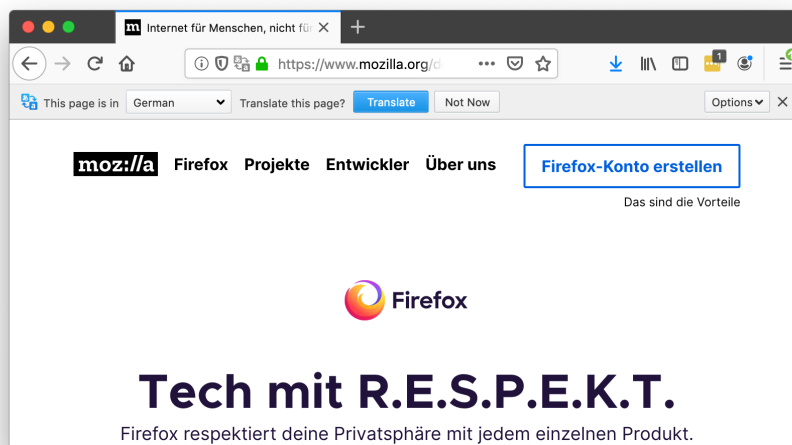 Internet für Menschen, nicht für
https://www.mozilla.org/d
1
This page is in German Translate this page? Translate Not Now Options
moz://a Firefox Projekte Entwickler Über uns Firefox-Konto erstellen
Das sind die Vorteile
Firefox
Tech mit R.E.S.P.E.K.T.
Firefox respektiert deine Privatsphäre mit jedem einzelnen Produkt.